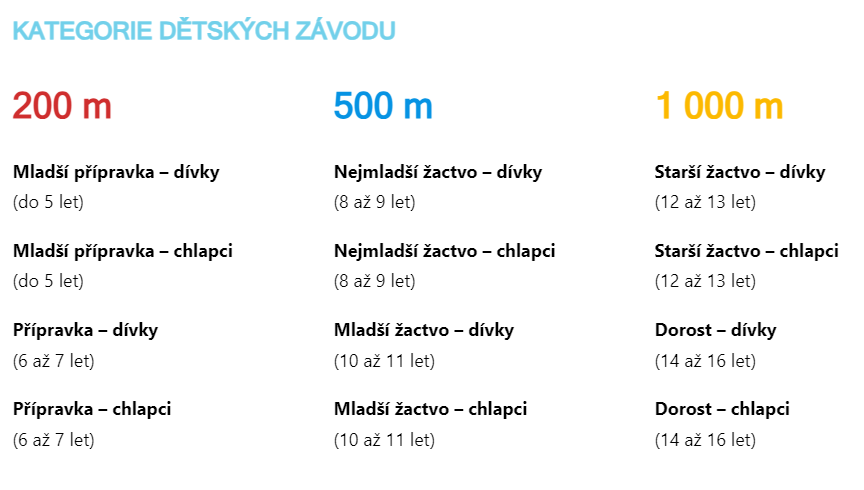 KATEGORIE DĚTSKÝCH ZÁVODU
200 m
Mladší přípravka – dívky
(do 5 let)
Mladší přípravka – chlapci
(do 5 let)
Přípravka – dívky
(6 až 7 let)
Přípravka – chlapci
(6 až 7 let)
500 m
Nejmladší žactvo – dívky
(8 až 9 let)
Nejmladší žactvo – chlapci
(8 až 9 let)
Mladší žactvo – dívky
(10 až 11 let)
Mladší žactvo – chlapci
(10 až 11 let)
1 000 m
Starší žactvo – dívky
(12 až 13 let)
Starší žactvo – chlapci
(12 až 13 let)
Dorost – dívky
(14 až 16 let)
Dorost – chlapci
(14 až 16 let)